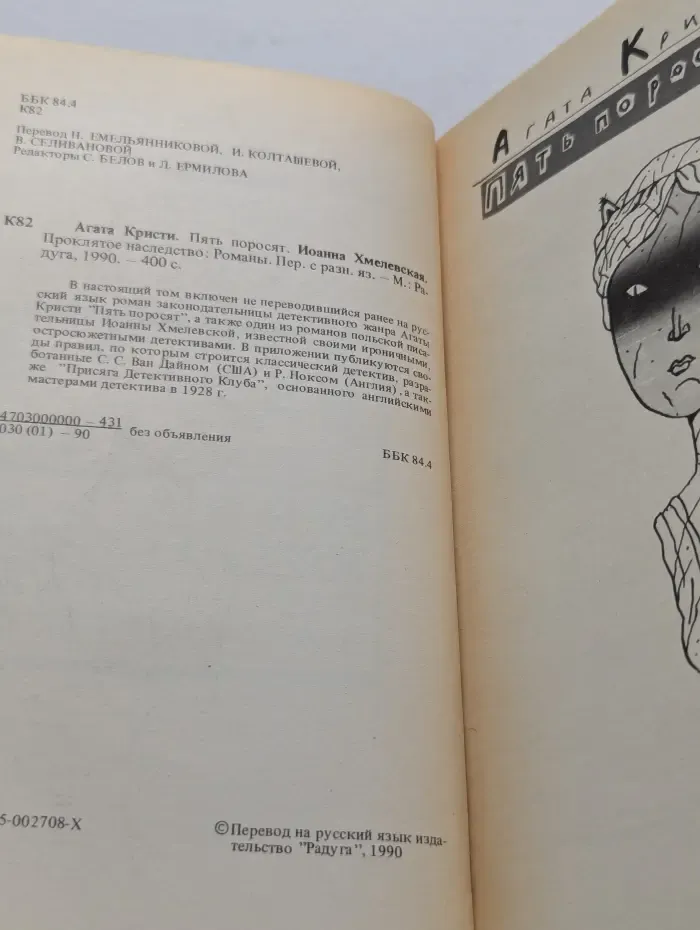 ББК 84.4
К82
Перевод Н. ЕМЕЛЬЯННИКОВОЙ, И. КОЛТАШЕВОЙ,
В. СЕЛИВАНОВОЙ
Редакторы С. БЕЛОВ и Л. ЕРМИЛОВА
К82 Агата Кристи. Пять поросят. Иоанна Хмелевская.
Проклятое наследство: Романы. Пер. с разн. яз. – М.: Ра-
дуга, 1990. – 400 с.
В настоящий том включен не переводившийся ранее на рус-
ский язык роман законодательницы детективного жанра Агаты
Кристи "Пять поросят", а также один из романов польской писа-
тельницы Иоанны Хмелевской, известной своими ироничными,
остросюжетными детективами. В приложении публикуются сво-
ды правил, по которым строится классический детектив, разра-
ботанные С. С. Ван Дайном (США) и Р. Ноксом (Англия), а так-
же "Присяга Детективного Клуба", основанного английскими
мастерами детектива в 1928 г.
4703000000 – 431
030 (01) – 90 без объявления
ББК 84.4
5-002708-X
© Перевод на русский язык изда-
тельство "Радуга", 1990
Агата Кри
Пять порос